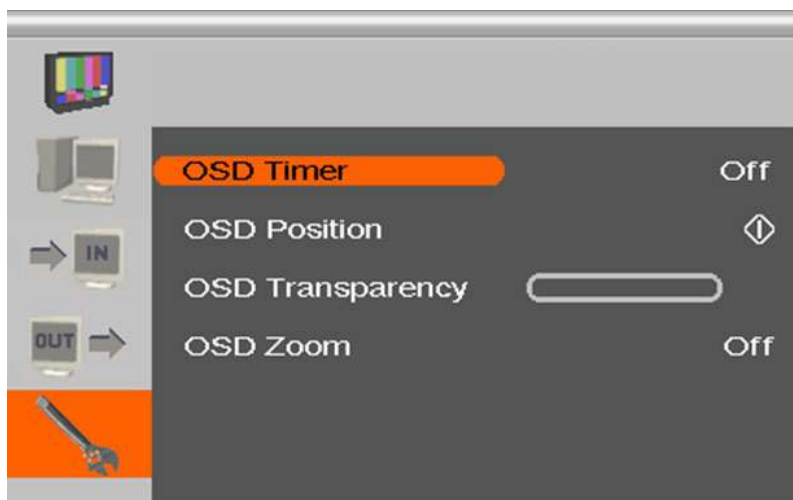 OSD Timer Off
OSD Position
IN
OSD Transparency
OUT
OSD Zoom Off